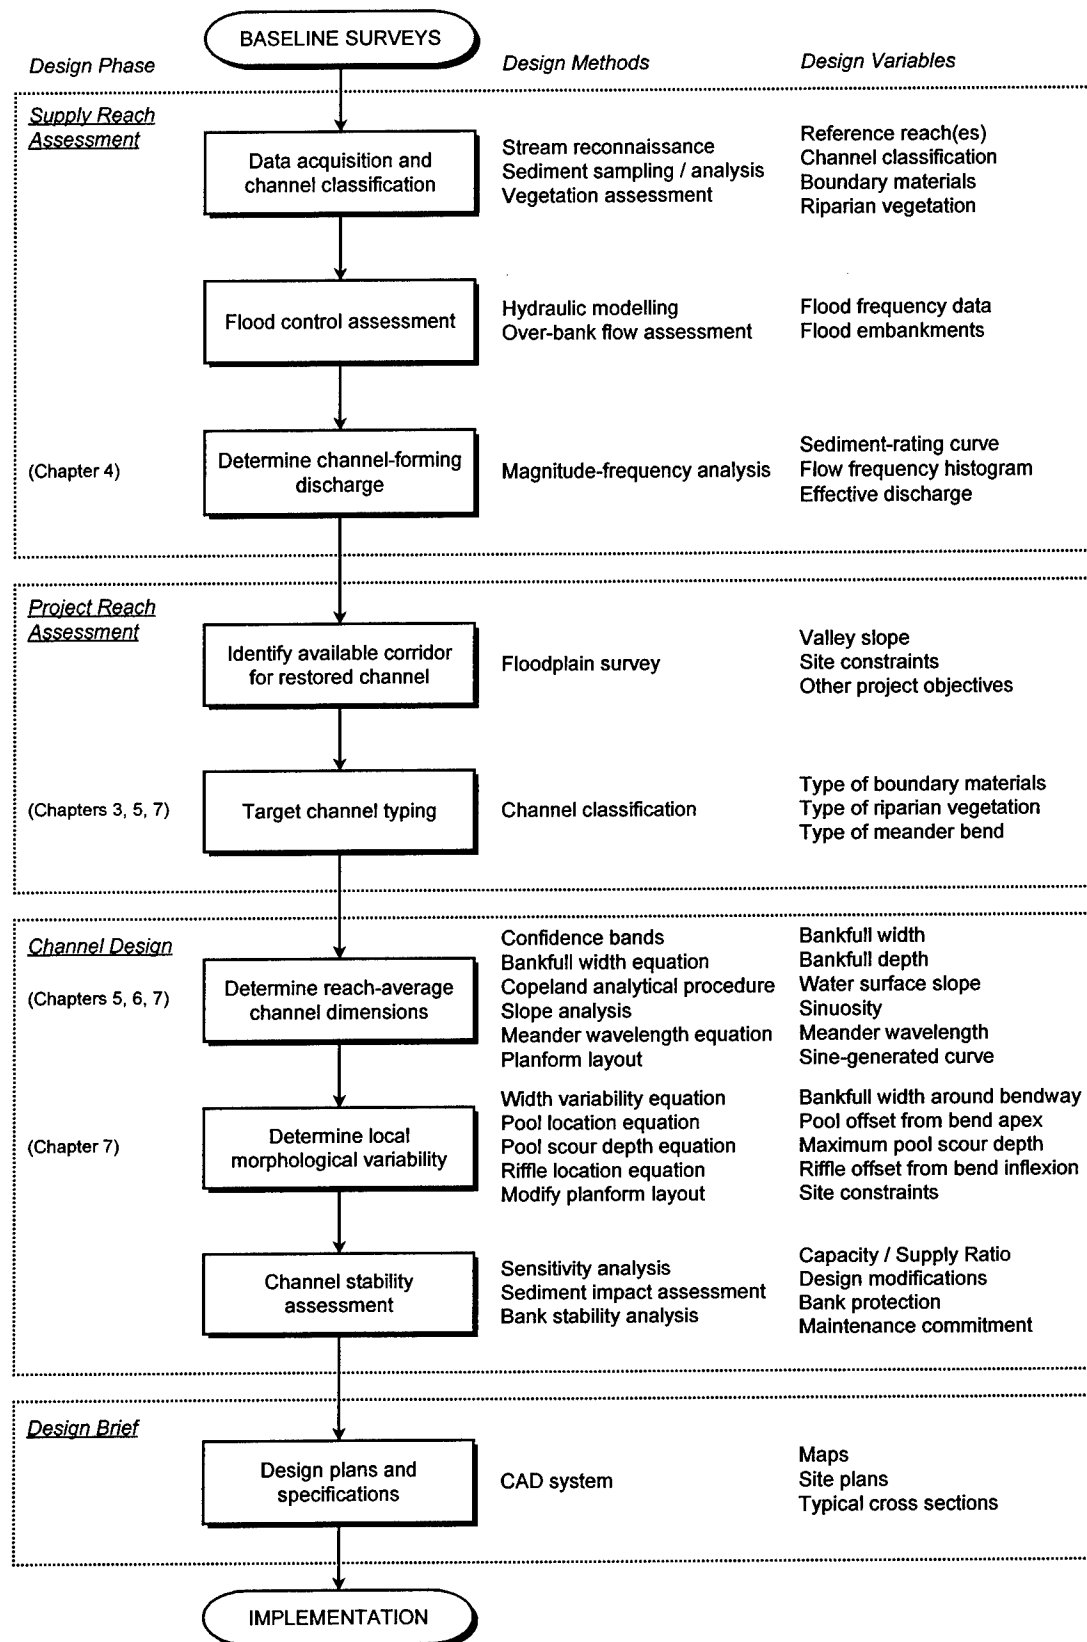 BASELINE SURVEYS
Design Phase
Design Methods
Design Variables
Supply Reach
Assessment
Data acquisition and
channel classification
Stream reconnaissance
Sediment sampling / analysis
Vegetation assessment
Reference reach(es)
Channel classification
Boundary materials
Riparian vegetation
Flood control assessment
Hydraulic modelling
Over-bank flow assessment
Flood frequency data
Flood embankments
(Chapter 4)
Determine channel-forming
discharge
Magnitude-frequency analysis
Sediment-rating curve
Flow frequency histogram
Effective discharge
Project Reach
Assessment
Identify available corridor
for restored channel
Floodplain survey
Valley slope
Site constraints
Other project objectives
(Chapters 3, 5, 7)
Target channel typing
Channel classification
Type of boundary materials
Type of riparian vegetation
Type of meander bend
Channel Design
(Chapters 5, 6, 7)
Determine reach-average
channel dimensions
Confidence bands
Bankfull width equation
Copeland analytical procedure
Slope analysis
Meander wavelength equation
Planform layout
Bankfull width
Bankfull depth
Water surface slope
Sinuosity
Meander wavelength
Sine-generated curve
(Chapter 7)
Determine local
morphological variability
Width variability equation
Pool location equation
Pool scour depth equation
Riffle location equation
Modify planform layout
Bankfull width around bendway
Pool offset from bend apex
Maximum pool scour depth
Riffle offset from bend inflexion
Site constraints
Channel stability
assessment
Sensitivity analysis
Sediment impact assessment
Bank stability analysis
Capacity / Supply Ratio
Design modifications
Bank protection
Maintenance commitment
Design Brief
Design plans and
specifications
CAD system
Maps
Site plans
Typical cross sections
IMPLEMENTATION